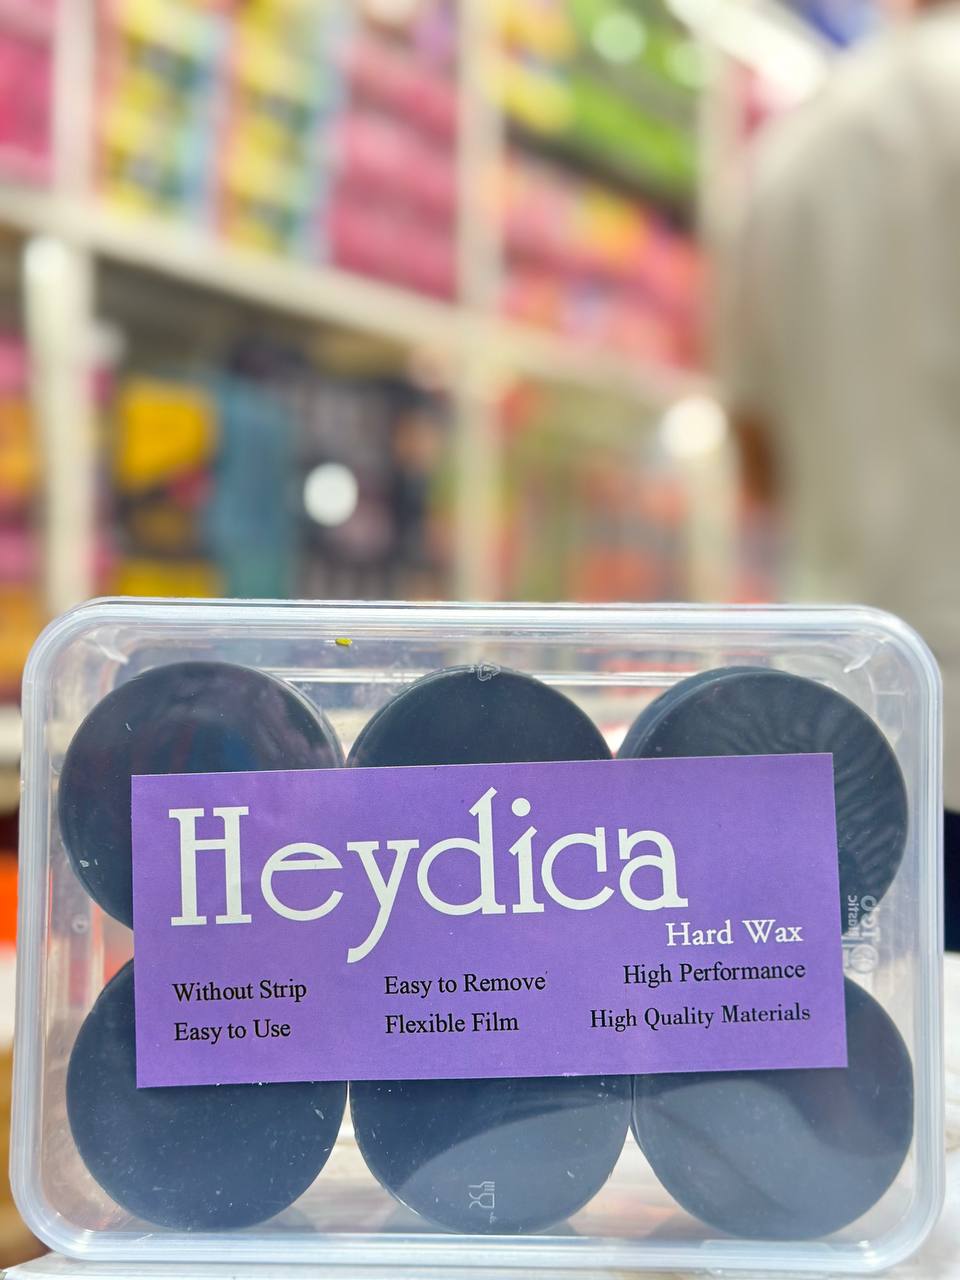 Heydica
Hard Wax
Without Strip
Easy to Remove
High Performance
Easy to Use
Flexible Film
High Quality Materials